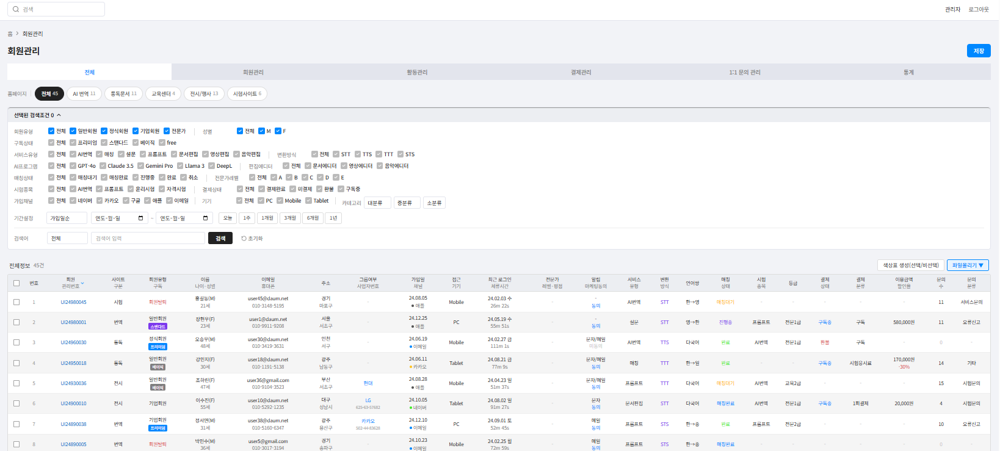 검색
관리자 로그아웃
홈 > 회원관리
회원관리
저장
전체 회원관리 활동관리 결제관리 1:1 문의 관리 통계
홈페이지 전체 45 AI 번역 11 통독문서 11 교육센터 4 전시/행사 13 시험사이트 6
선택된 검색조건 0
회원유형 전체 일반회원 정식회원 기업회원 전문가 성별 전체 M F
구독상태 전체 프리미엄 스탠다드 베이직 free
서비스유형 전체 AI번역 매칭 설문 프롬프트 문서편집 영상편집 음악편집 변환방식 전체 STT TTS TTT STS
AI프로그램 전체 GPT-4o Claude 3.5 Gemini Pro Llama 3 DeepL 편집에디터 전체 문서에디터 영상에디터 음악에디터
매칭상태 전체 매칭대기 매칭완료 진행중 완료 취소 전문가레벨 전체 A B C D E
시험종목 전체 AI번역 프롬프트 윤리시험 자격시험 결제상태 전체 결제완료 미결제 환불 구독중
가입채널 전체 네이버 카카오 구글 애플 이메일 기기 전체 PC Mobile Tablet 카테고리 대분류 중분류 소분류
기간설정 가입일순 연도-월-일 ~ 연도-월-일 오늘 1주 1개월 3개월 6개월 1년
검색어 전체 검색어 입력 검색 초기화
전체정보 45건
색상표 생성(선택/비선택) 파일올리기 ▼
번호 회원 사이트 회원유형 이름 이메일 주소 그룹여부 가입일 접근 최근 로그인 전문가 알림 서비스 변환 언어쌍 매칭 시험 등급 결제 결제 이용금액 문의 문의
관리번호 구분 구독 나이·성별 휴대폰 사업자번호 채널 기기 체류시간 레벨·평점 마케팅동의 유형 방식 상태 종목 상태 분류 할인율 수 분류
1 UI24980045 시험 회원탈퇴 홍길동(M) user45@daum.net 경기 - 24.08.05 Mobile 24.02.03 수 - - AI번역 STT 한→영 매칭대기 - - - - - 11 서비스문의
21세 010-3148-5195 마포구 애플 26m 22s 동의
2 UI24980001 번역 일반회원 장현우(F) user1@daum.net 서울 - 24.12.25 PC 24.05.19 수 - - 설문 STT 영→한 진행중 프롬프트 전문1급 구독중 구독 580,000원 11 오류신고
스탠다드 23세 010-9911-9208 서초구 애플 55m 51s 동의
3 UI24960030 통독 정식회원 오승우(M) user30@daum.net 인천 - 24.06.19 Mobile 24.02.27 금 - 문자/메일 AI번역 TTS 다국어 완료 AI번역 전문1급 환불 구독 - 0 -
프리미엄 48세 010-3419-3631 서구 이메일 111m 1s 미동의
4 UI24950018 통독 일반회원 강민지(F) user18@daum.net 광주 - 24.06.11 Tablet 24.08.21 금 - 문자/메일 매칭 TTT 한→일 완료 - - 구독중 시험응시료 170,000원 14 기타
베이직 30세 010-1191-5138 남동구 카카오 77m 9s 동의 -30%
5 UI24930036 전시 일반회원 조하린(F) user36@gmail.com 부산 현대 24.08.28 Mobile 24.04.23 일 - 문자/메일 프롬프트 TTT 다국어 매칭대기 AI번역 교육2급 - - - 15 시험문의
베이직 47세 010-9104-3523 서초구 애플 51m 37s 동의
6 UI24900010 전시 기업회원 이수진(F) user10@daum.net 대구 LG 24.10.05 Tablet 24.08.02 일 - 문자 문서편집 STT 다국어 매칭완료 AI번역 전문1급 구독중 1회결제 20,000원 4 시험문의
55세 010-5292-1235 성남시 625-63-57682 네이버 91m 27s 동의
7 UI24890038 번역 기업회원 정서연(M) user38@daum.net 광주 카카오 24.12.10 PC 24.09.01 토 - 메일 프롬프트 STS 한→중 완료 프롬프트 전문2급 - - - 10 오류신고
프리미엄 31세 010-5160-6347 용산구 502-44-83628 이메일 52m 45s 동의
8 UI24890005 번역 회원탈퇴 박민수(M) user5@gmail.com 경기 - 24.10.23 Mobile 24.02.25 월 - 메일 프롬프트 STS 한→중 매칭완료 - - - - - 0 -
36세 010-3017-3194 송파구 이메일 72m 59s 동의